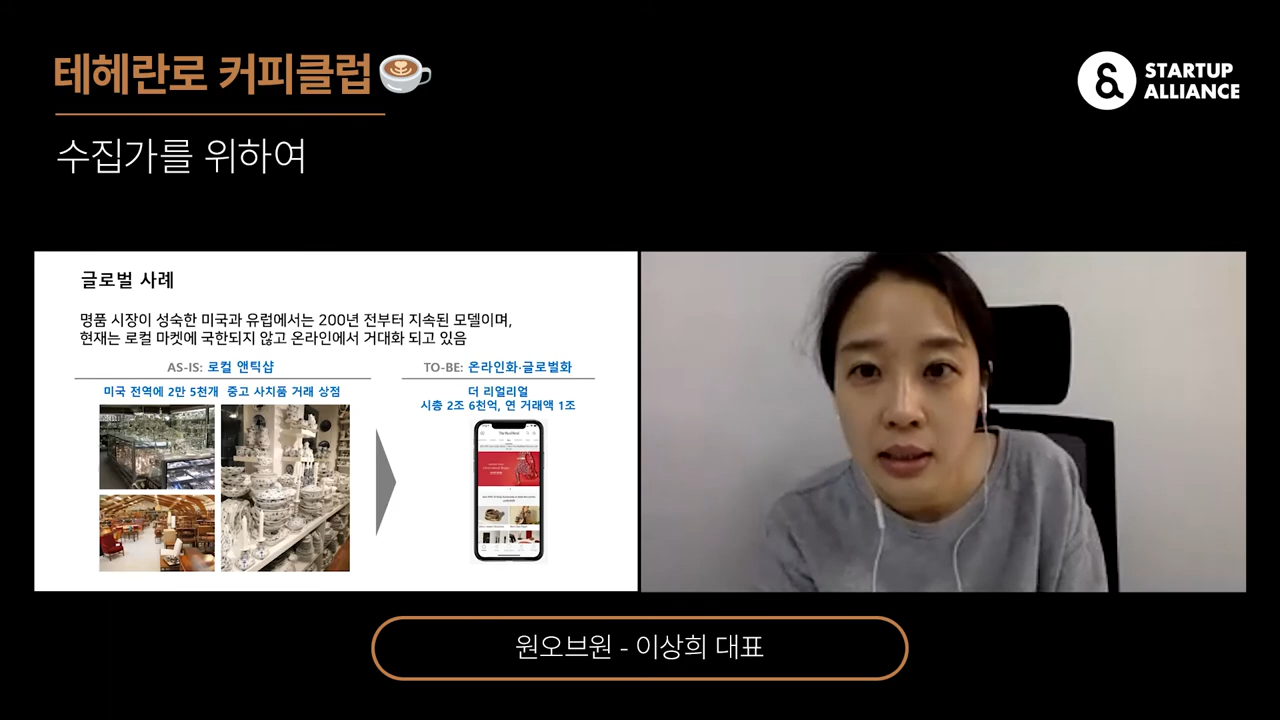 테헤란로 커피클럽
STARTUP
ALLIANCE
수집가를 위하여
글로벌 사례
명품 시장이 성숙한 미국과 유럽에서는 200년 전부터 지속된 모델이며,
현재는 로컬 마켓에 국한되지 않고 온라인에서 거대화 되고 있음
AS-IS: 로컬 앤틱샵
미국 전역에 2만 5천개 중고 사치품 거래 상점
TO-BE: 온라인화·글로벌화
더 리얼리얼
시총 2조 6천억, 연 거래액 1조
원오브원 - 이상희 대표